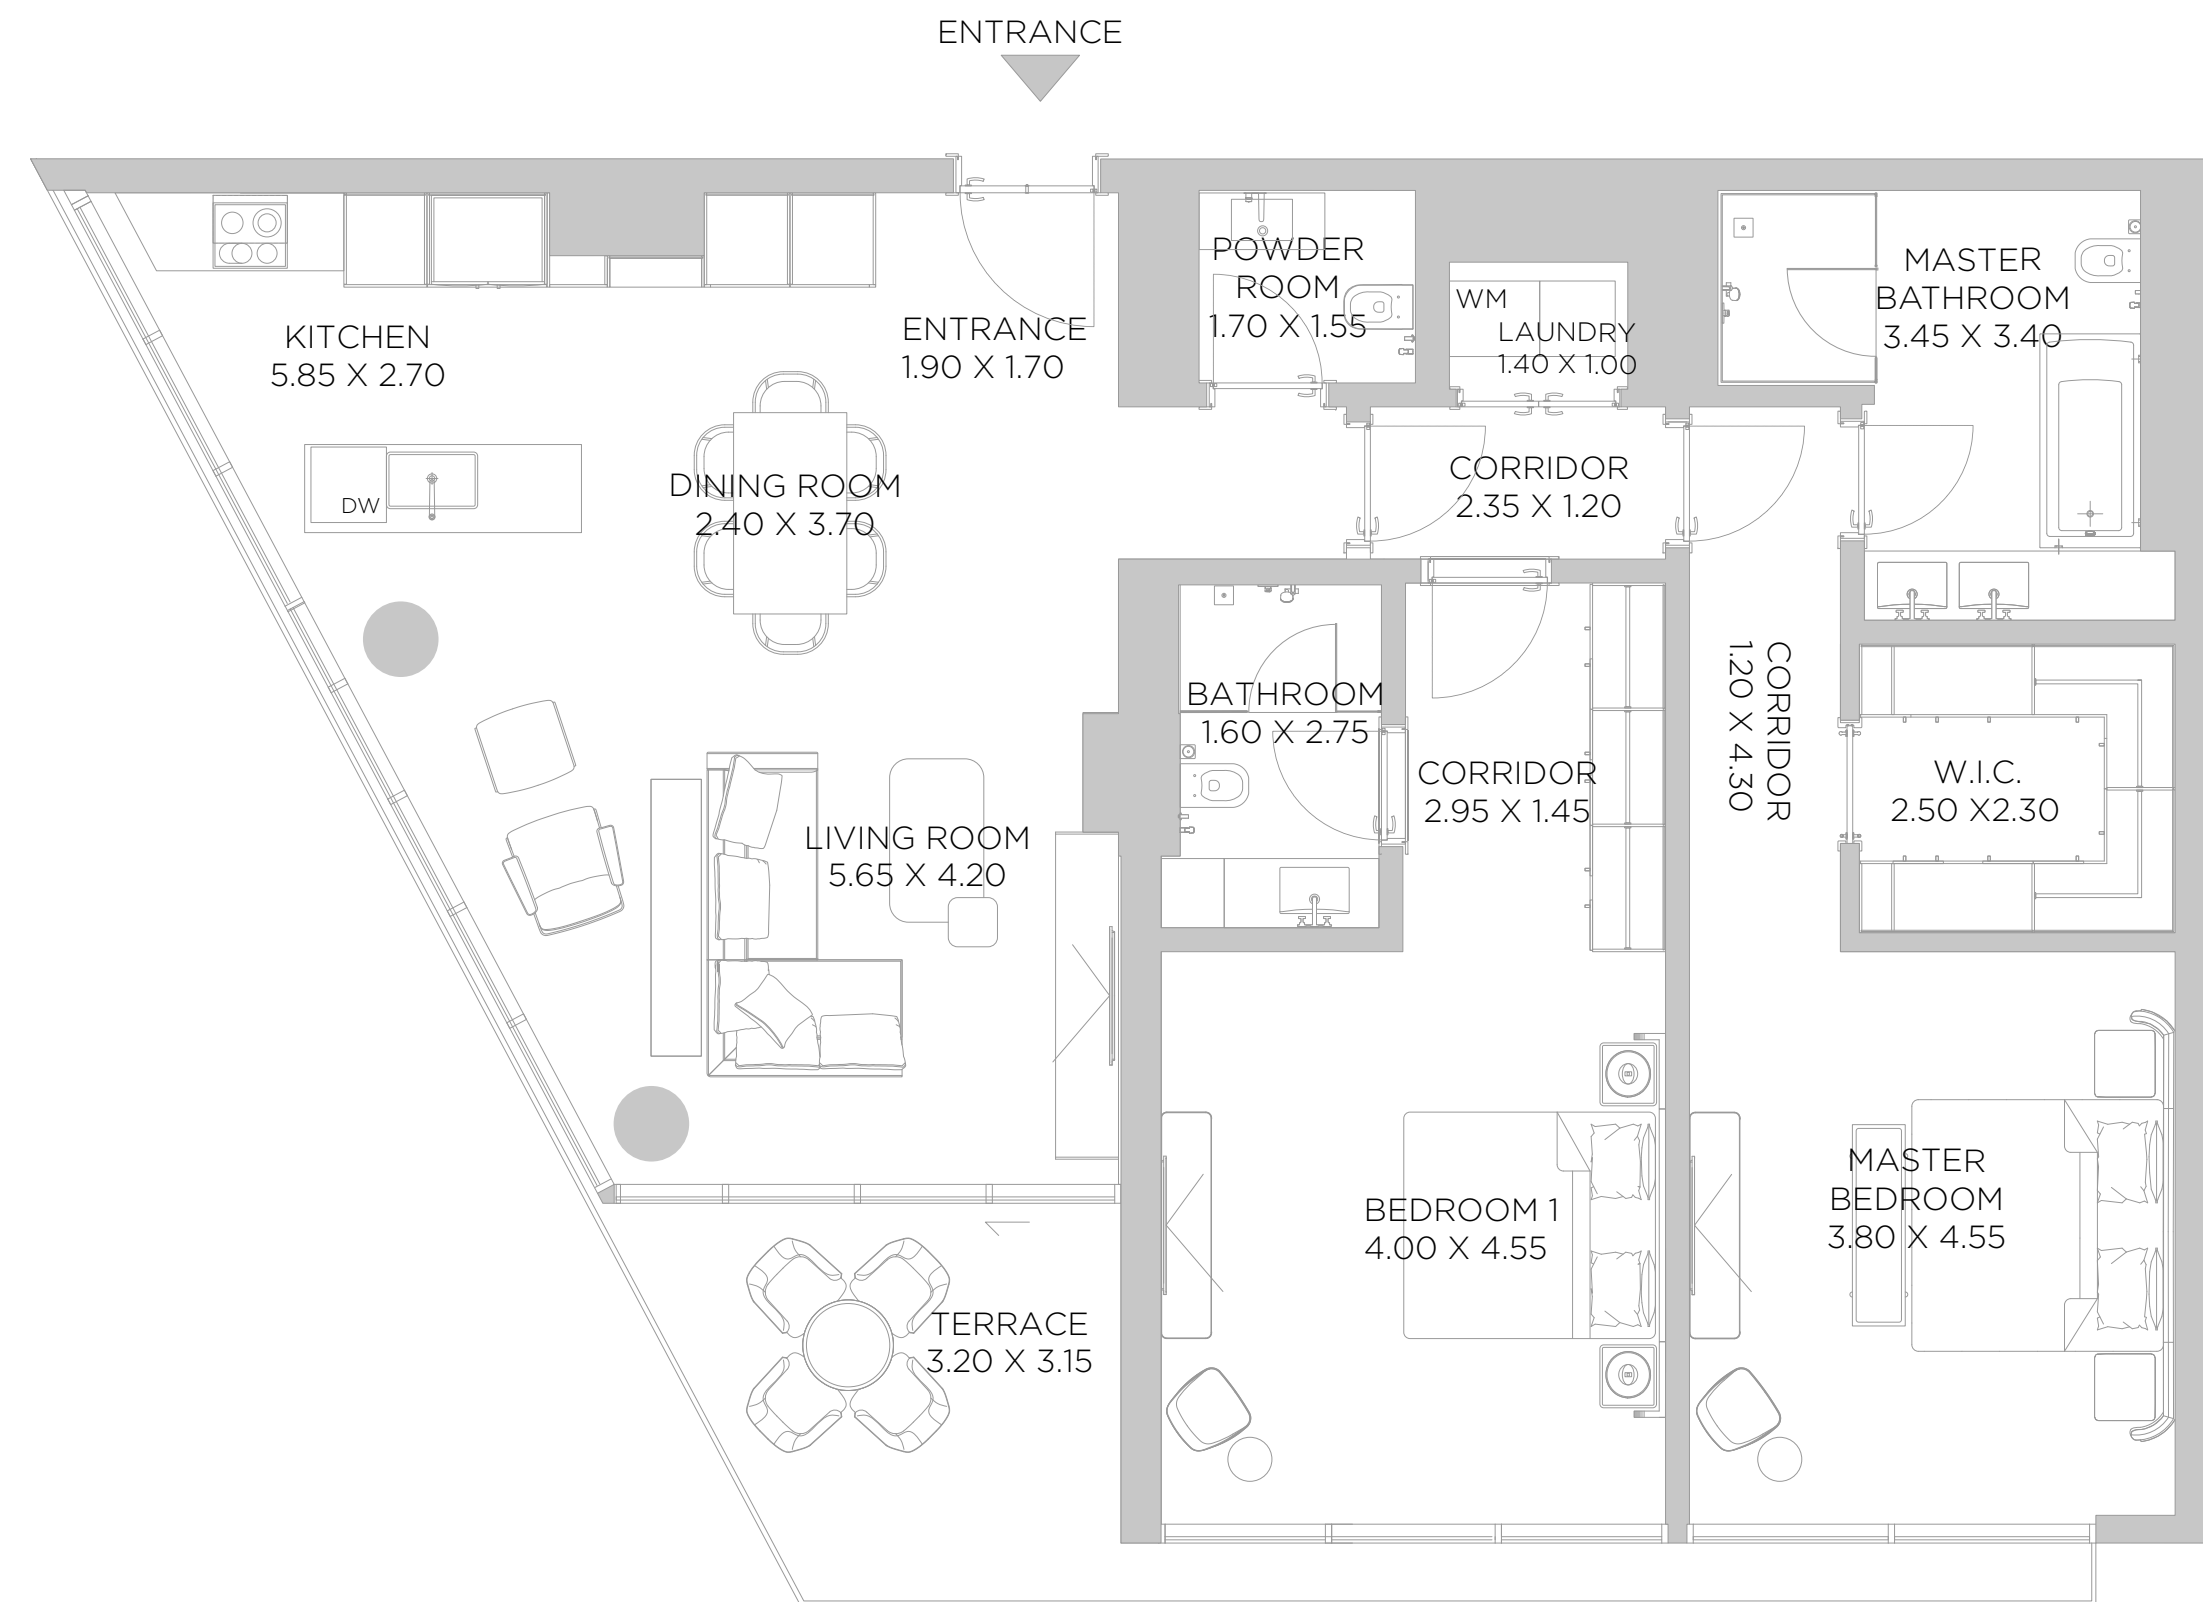 ENTRANCE
POWDER
ROOM
1.70 X 1.55
MASTER
BATHROOM
3.45 X 3.40
WM
LAUNDRY
1.40 X 1.00
KITCHEN
5.85 X 2.70
ENTRANCE
1.90 X 1.70
DINING ROOM
2.40 X 3.70
DW
CORRIDOR
2.35 X 1.20
BATHROOM
1.60 X 2.75
CORRIDOR
2.95 X 1.45
CORRIDOR
1.20 X 4.30
W.I.C.
2.50 X2.30
LIVING ROOM
5.65 X 4.20
BEDROOM 1
4.00 X 4.55
MASTER
BEDROOM
3.80 X 4.55
TERRACE
3.20 X 3.15